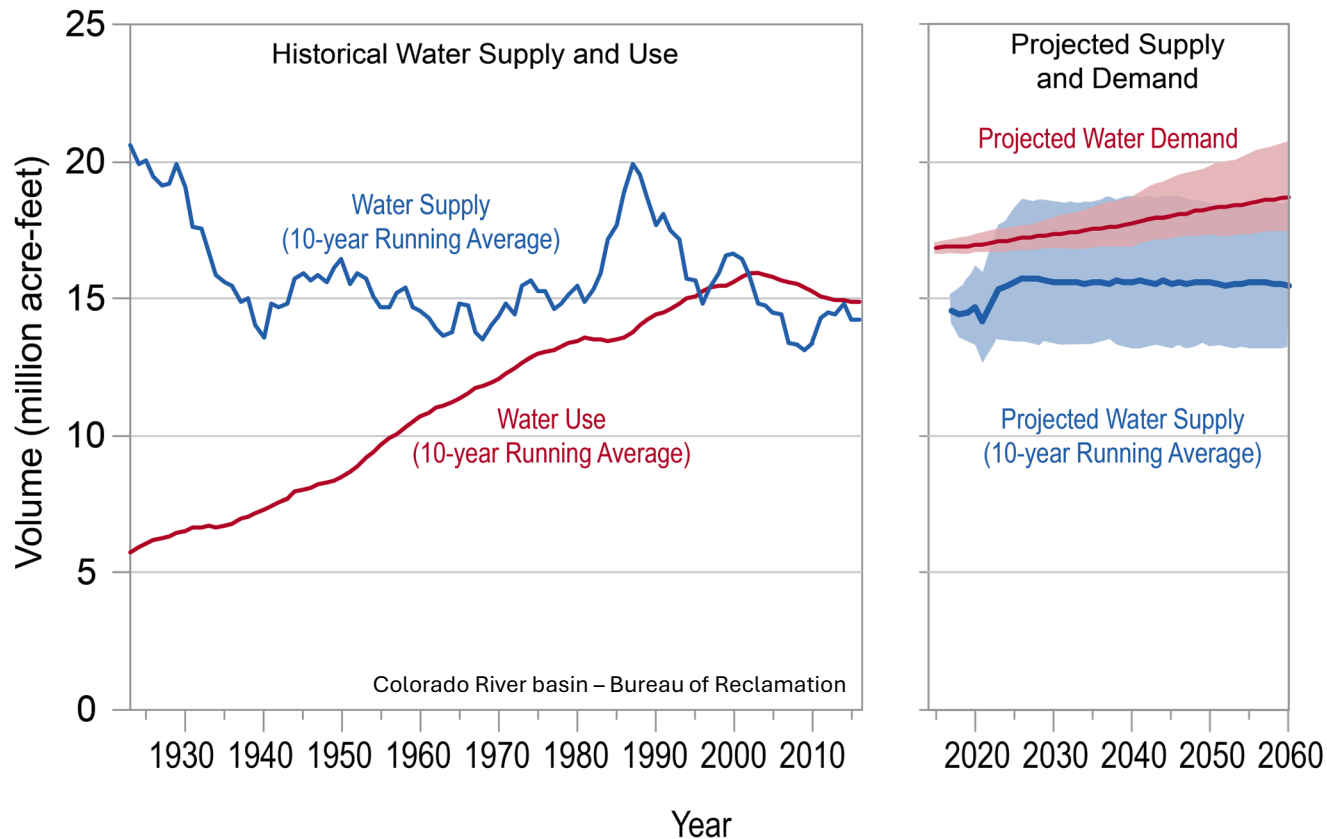 Historical Water Supply and Use
Projected Supply
and Demand
Projected Water Demand
Water Supply
(10-year Running Average)
Water Use
(10-year Running Average)
Projected Water Supply
(10-year Running Average)
Colorado River basin – Bureau of Reclamation
Volume (million acre-feet)
25
20
15
10
5
0
1930 1940 1950 1960 1970 1980 1990 2000 2010
2020 2030 2040 2050 2060
Year